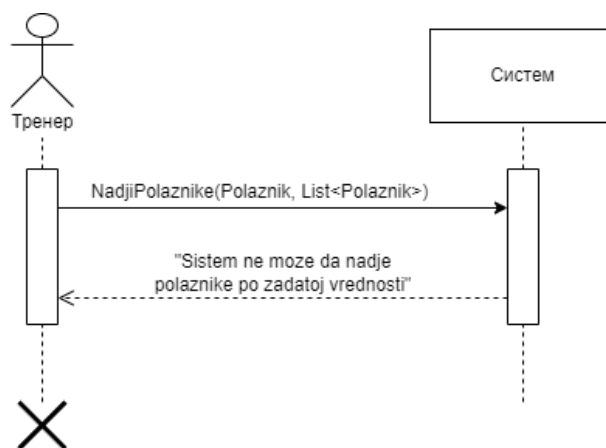 Систем
Тренер
NadjiPolaznike(Polaznik, List<Polaznik>)
"Sistem ne moze da nadje
polaznike po zadatoj vrednosti"